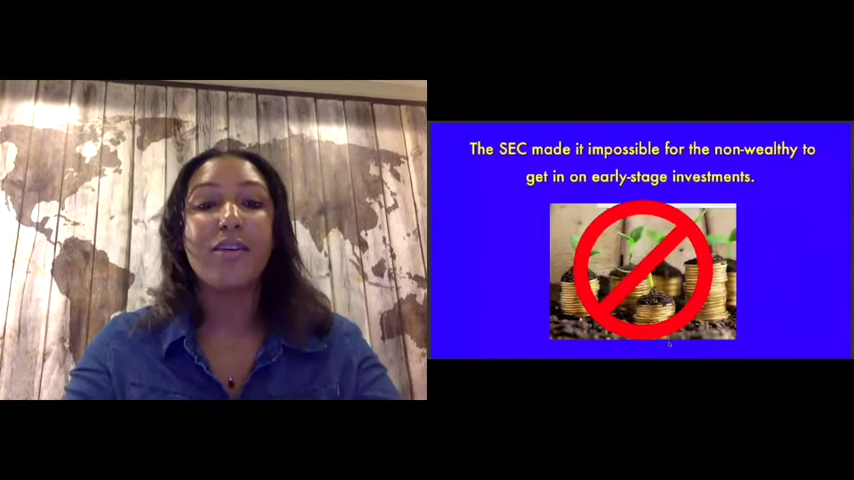 The SEC made it impossible for the non-wealthy to
get in on early-stage investments.